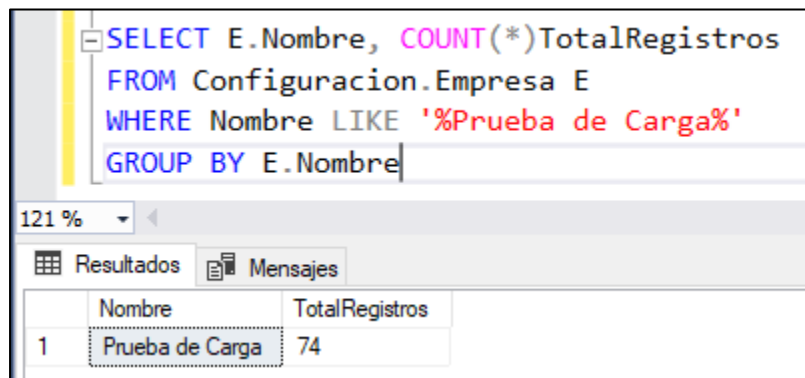 SELECT E.Nombre, COUNT(*)TotalRegistros
FROM Configuracion.Empresa E
WHERE Nombre LIKE '%Prueba de Carga%'
GROUP BY E.Nombre
121 %
Resultados Mensajes
Nombre TotalRegistros
1 Prueba de Carga 74